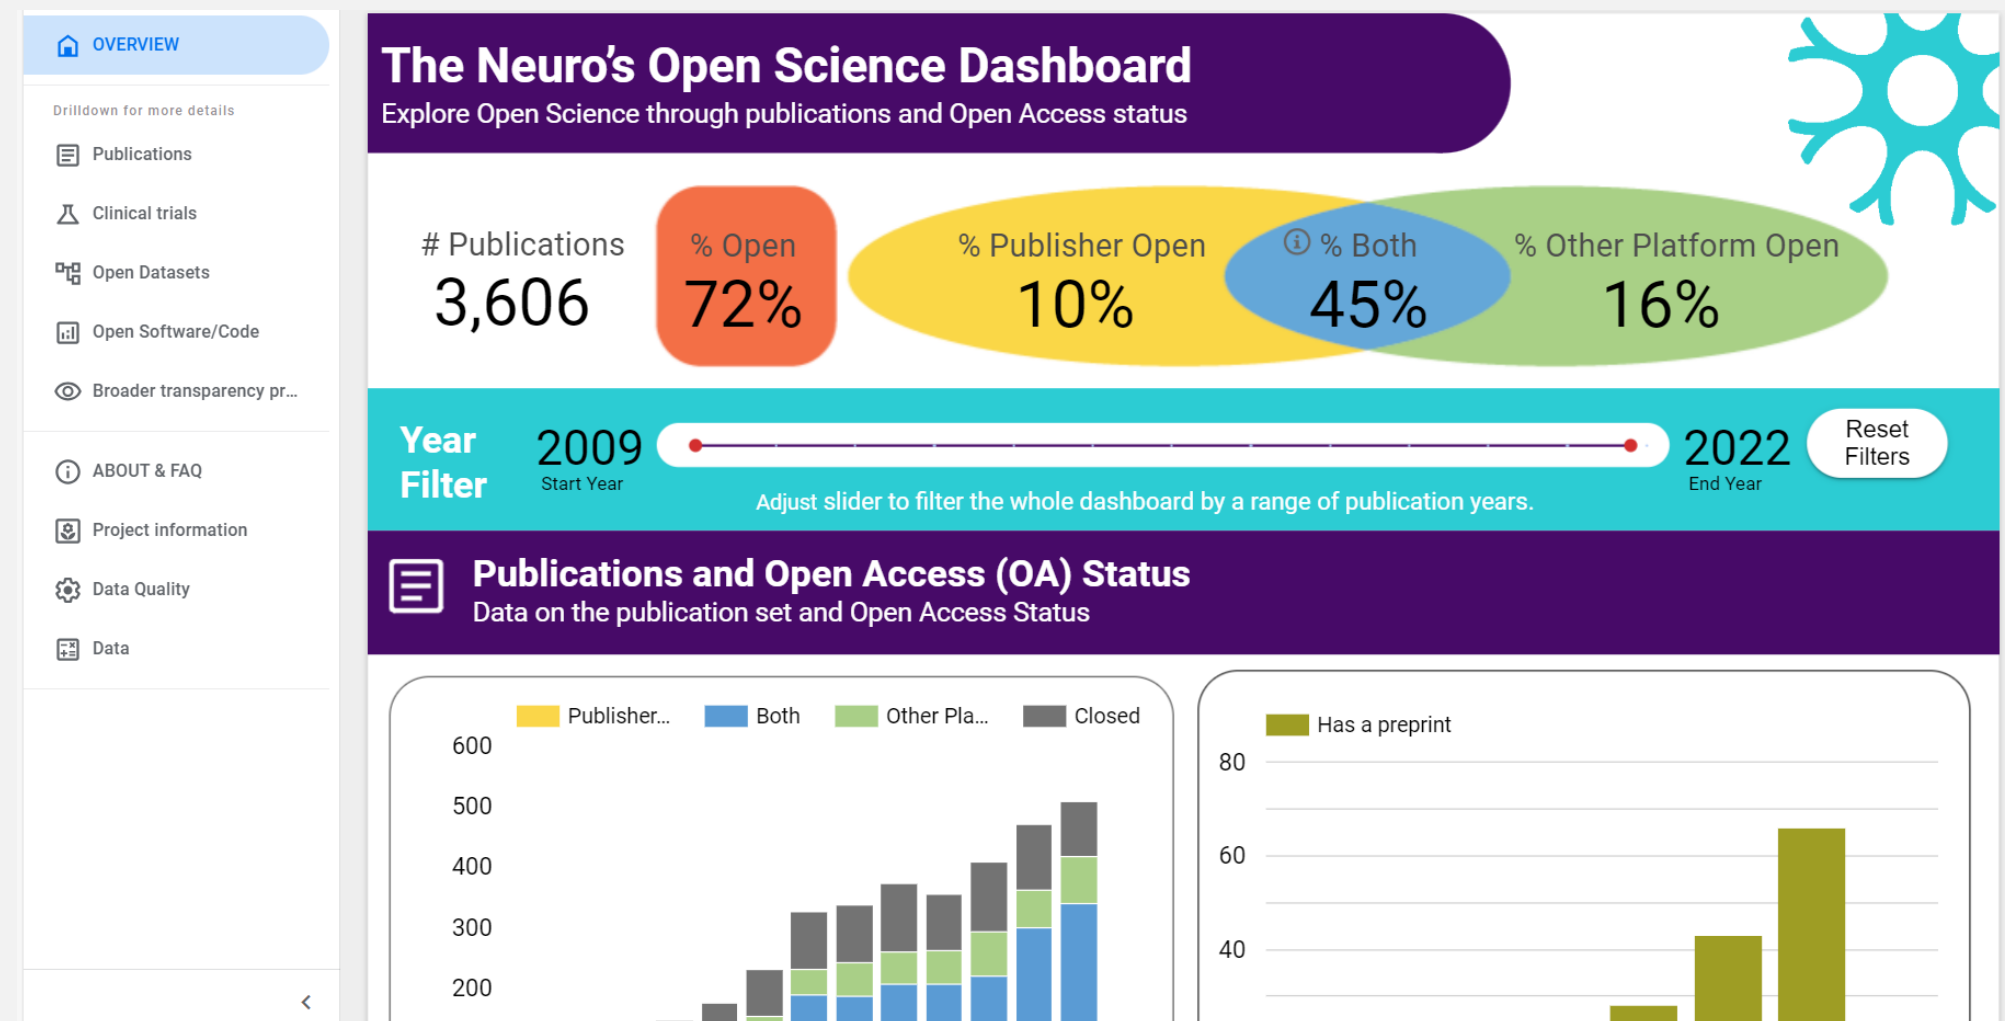 OVERVIEW
Drilldown for more details
Publications
Clinical trials
Open Datasets
Open Software/Code
Broader transparency pr...
ABOUT & FAQ
Project information
Data Quality
Data
The Neuro's Open Science Dashboard
Explore Open Science through publications and Open Access status
# Publications
3,606
% Open
72%
% Publisher Open
10%
% Both
45%
% Other Platform Open
16%
Year
Filter
2009
Start Year
Adjust slider to filter the whole dashboard by a range of publication years.
2022
End Year
Reset
Filters
Publications and Open Access (OA) Status
Data on the publication set and Open Access Status
Publisher... Both Other Pla... Closed
600
500
400
300
200
Has a preprint
80
60
40